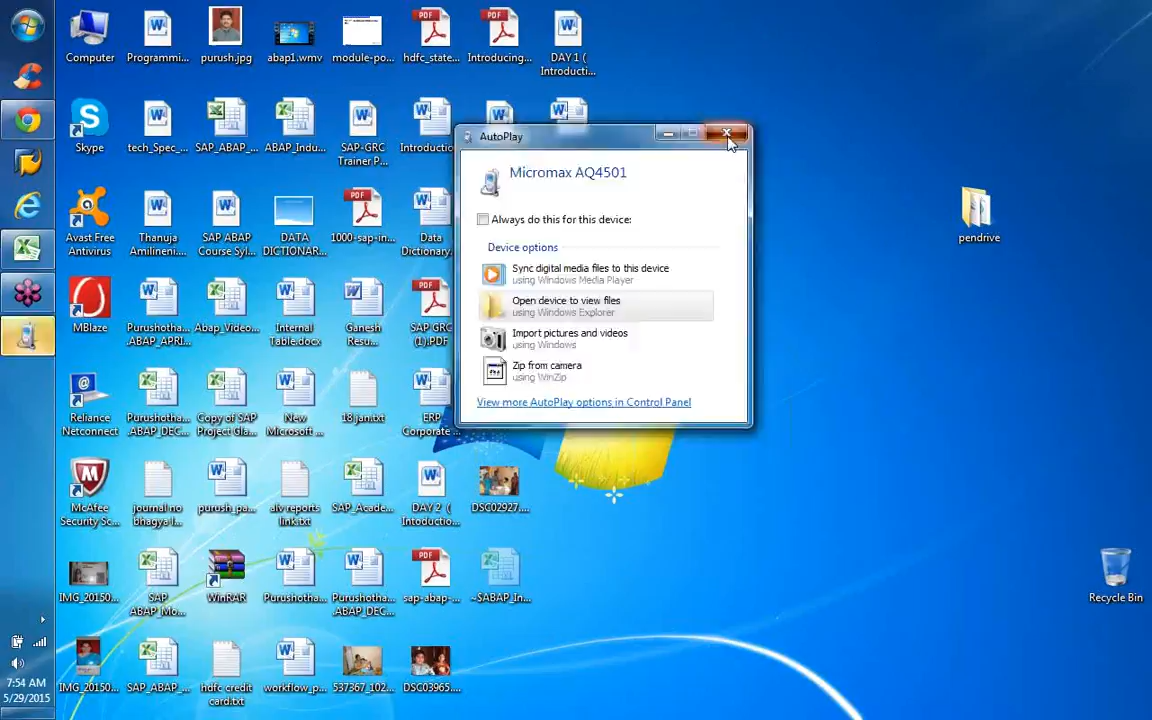 Computer
Programmi...
purush.jpg
abap1.wmv
module-po...
hdfc_state...
Introducing...
DAY 1 (
Introducti...
Skype
tech_Spec_...
SAP_ABAP_...
ABAP_Indu...
SAP-GRC
Trainer P...
Introductio
AutoPlay
Micromax AQ4501
Always do this for this device:
Device options
Sync digital media files to this device
using Windows Media Player
Open device to view files
using Windows Explorer
Import pictures and videos
using Windows
Zip from camera
using WinZip
View more AutoPlay options in Control Panel
Avast Free
Antivirus
Thanuja
Amilineni....
SAP ABAP
Course Syl...
DATA
DICTIONAR...
1000-sap-in...
Data
Dictionary.
pendrive
MBlaze
Purushotha...
.ABAP_APRI...
Abap_Video...
Internal
Table.docx
Ganesh
Resu...
SAP GRC
(1).PDF
Reliance
Netconnect
Purushotha...
.ABAP_DEC...
Copy of SAP
Project Gla...
New
Microsoft ...
18 jan.txt
ERP
Corporate
McAfee
Security Sc...
journal no
bhagya l...
purush_pa...
alv reports
link.txt
SAP_Acade...
DAY 2 (
Intoductio...
DSC02927....
IMG_20150...
SAP
ABAP_Mo...
WinRAR
Purushotha...
Purushotha...
.ABAP_DEC...
sap-abap-...
~$ABAP_In...
Recycle Bin
IMG_20150...
SAP_ABAP_...
hdfc credit
card.txt
workflow_p...
537367_102...
DSC03965....
7:54 AM
5/29/2015